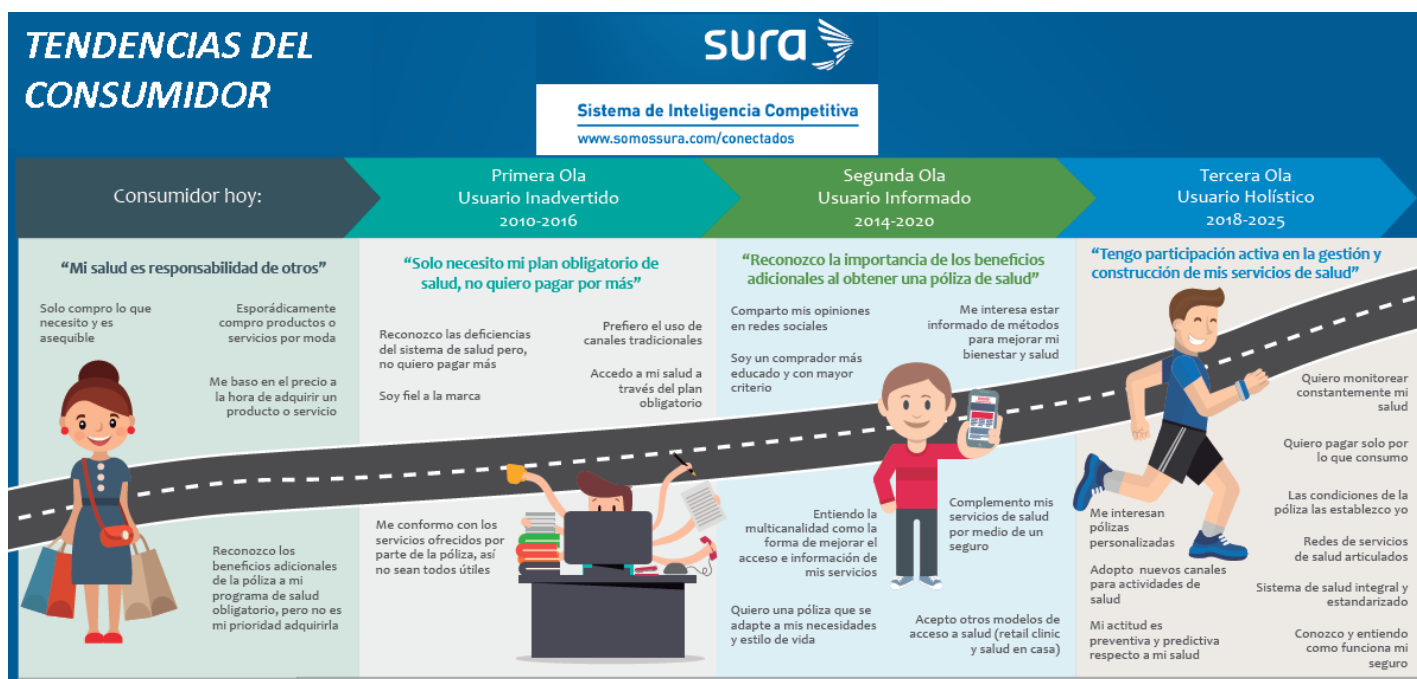 TENDENCIAS DEL
CONSUMIDOR
sura
Sistema de Inteligencia Competitiva
www.somossura.com/conectados
Consumidor hoy:
Primera Ola
Usuario Inadvertido
2010-2016
Segunda Ola
Usuario Informado
2014-2020
Tercera Ola
Usuario Holístico
2018-2025
“Mi salud es responsabilidad de otros”
Solo compro lo que
necesito y es
asequible
Esporádicamente
compro productos o
servicios por moda
Me baso en el precio a
la hora de adquirir un
producto o servicio
Reconozco los
beneficios adicionales
de la póliza a mi
programa de salud
obligatorio, pero no es
mi prioridad adquirirla
“Solo necesito mi plan obligatorio de
salud, no quiero pagar por más”
Reconozco las deficiencias
del sistema de salud pero,
no quiero pagar más
Soy fiel a la marca
Prefiero el uso de
canales tradicionales
Accedo a mi salud a
través del plan
obligatorio
Me conformo con los
servicios ofrecidos por
parte de la póliza, así
no sean todos útiles
“Reconozco la importancia de los beneficios
adicionales al obtener una póliza de salud”
Comparto mis opiniones
en redes sociales
Soy un comprador más
educado y con mayor
criterio
Me interesa estar
informado de métodos
para mejorar mi
bienestar y salud
Entiendo la
multicanalidad como la
forma de mejorar el
acceso e información de
mis servicios
Complemento mis
servicios de salud
por medio de un
seguro
Quiero una póliza que se
adapte a mis necesidades
y estilo de vida
Acepto otros modelos de
acceso a salud (retail clinic
y salud en casa)
“Tengo participación activa en la gestión y
construcción de mis servicios de salud”
Quiero monitorear
constantemente mi
salud
Quiero pagar solo por
lo que consumo
Me interesan
pólizas
personalizadas
Las condiciones de la
póliza las establezco yo
Redes de servicios
de salud articulados
Adopto nuevos canales
para actividades de
salud
Sistema de salud integral y
estandarizado
Mi actitud es
preventiva y predictiva
respecto a mi salud
Conozco y entiendo
como funciona mi
seguro